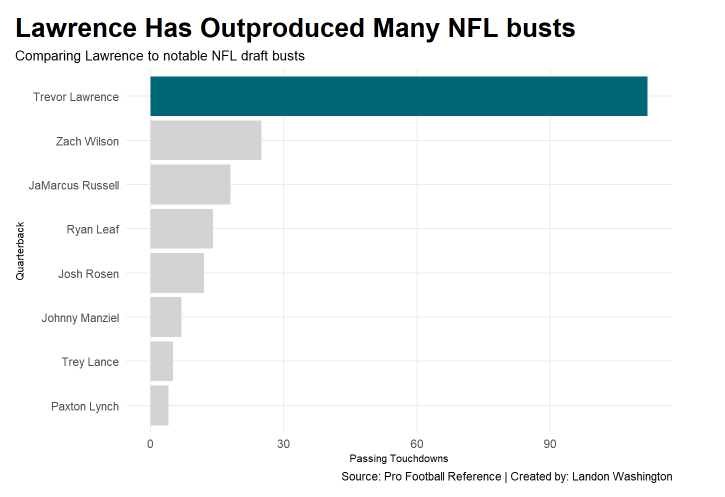 Lawrence Has Outproduced Many NFL busts
Comparing Lawrence to notable NFL draft busts
Trevor Lawrence
Zach Wilson
JaMarcus Russell
Ryan Leaf
Josh Rosen
Johnny Manziel
Trey Lance
Paxton Lynch
Quarterback
0 30 60 90
Passing Touchdowns
Source: Pro Football Reference | Created by: Landon Washington